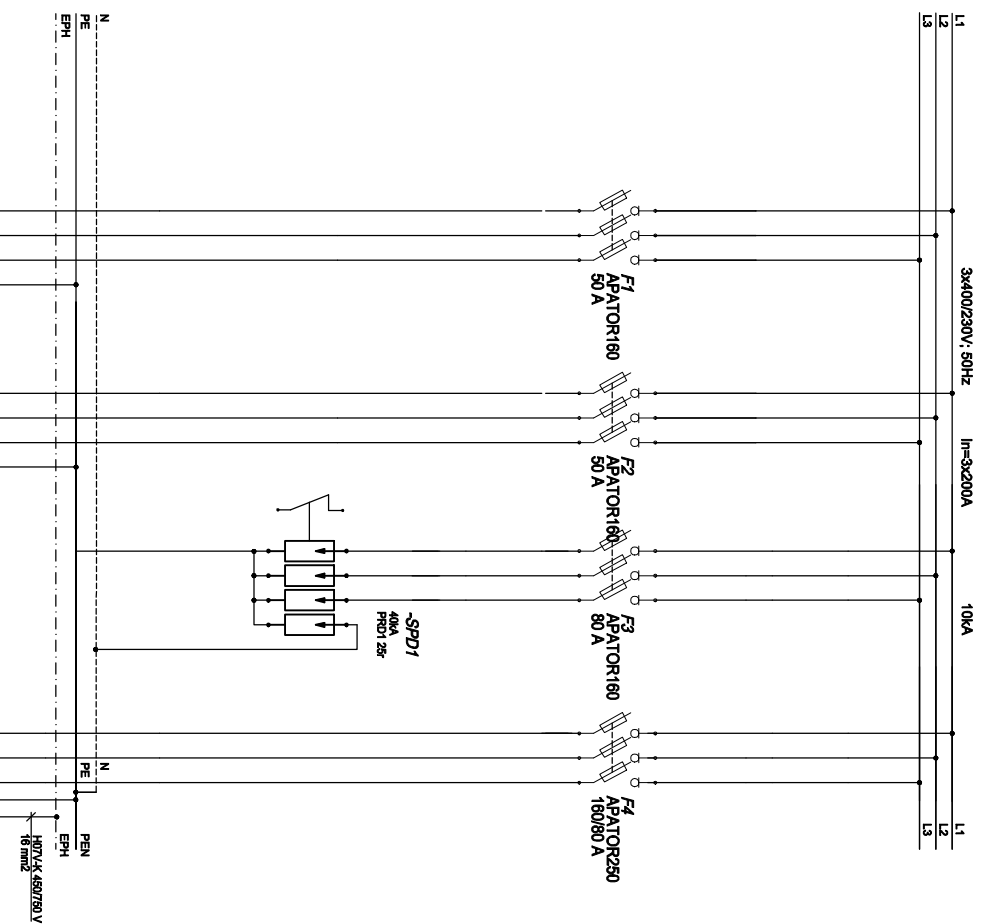 L1
L2
L3
3x400/230V; 50Hz
In=3x200A
10kA
L1
L2
L3
F1
APATOR160
50 A
F2
APATOR160
50 A
F3
APATOR160
80 A
F4
APATOR250
160/80 A
-SPD1
40kA
PRD1 25r
N
PE
EPH
N
PE
PEN
EPH
H07V-K 450/750 V
16 mm2